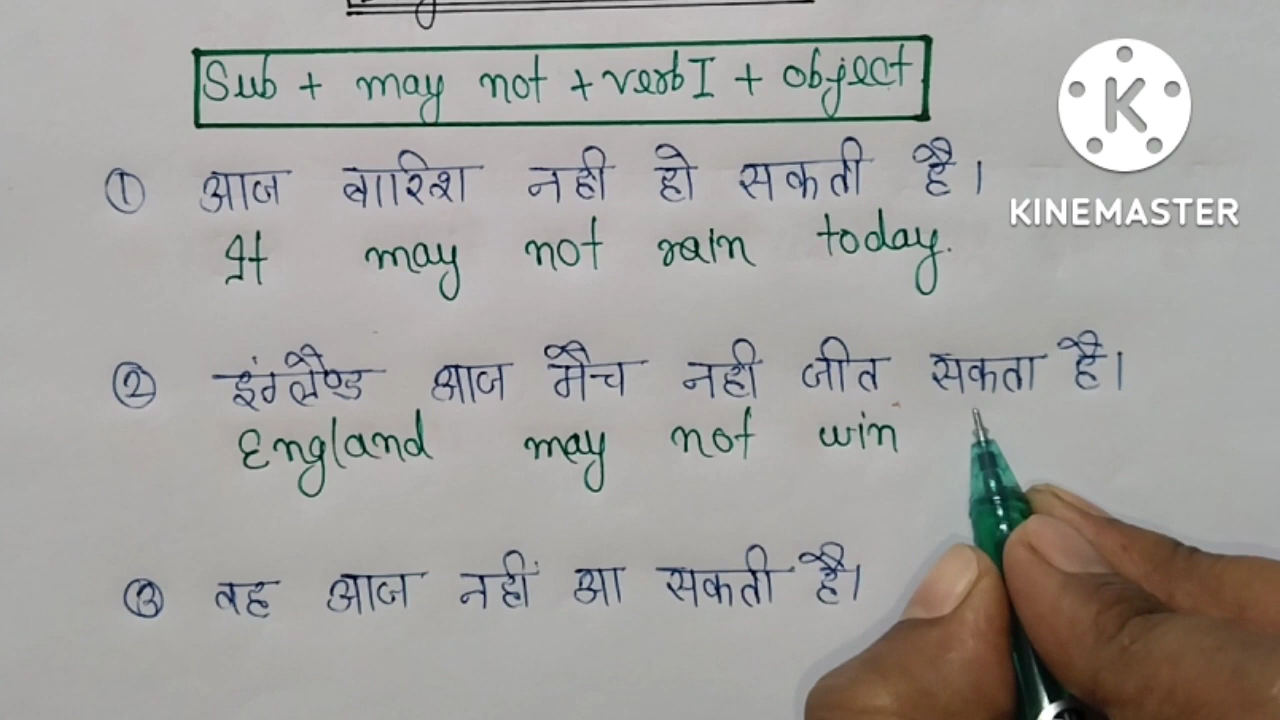 Sub + may not + verb I + object
① आज बारिश नही हो सकती है।
It may not rain today.
② इंग्लैण्ड आज मैच नही जीत सकता है।
England may not win
③ वह आज नहीं आ सकती है।
K
KINEMASTER